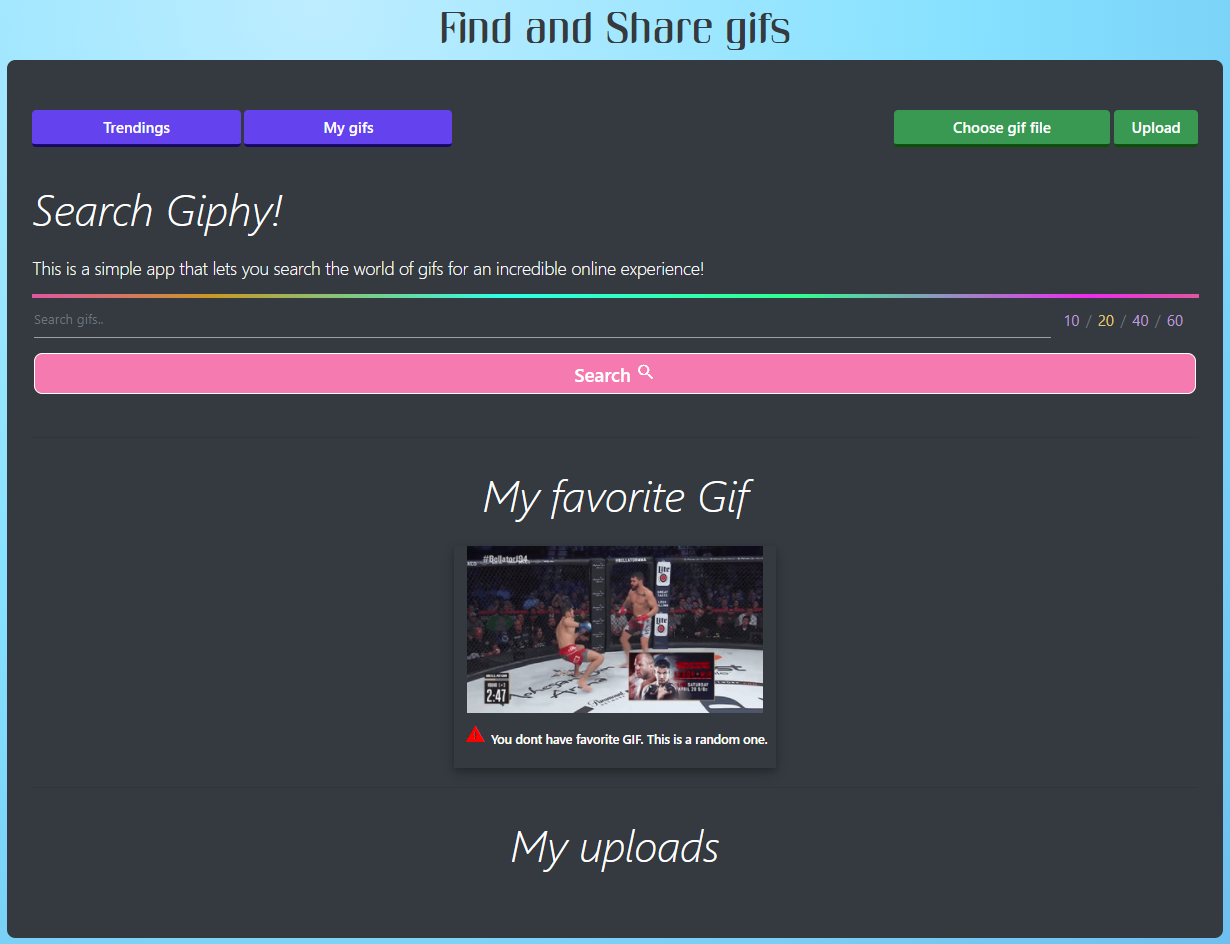 Find and Share gifs
Trendings
My gifs
Choose gif file
Upload
Search Giphy!
This is a simple app that lets you search the world of gifs for an incredible online experience!
Search gifs..
10 / 20 / 40 / 60
Search
My favorite Gif
#Bellator194
Lite
Lite
2:47
You dont have favorite GIF. This is a random one.
My uploads